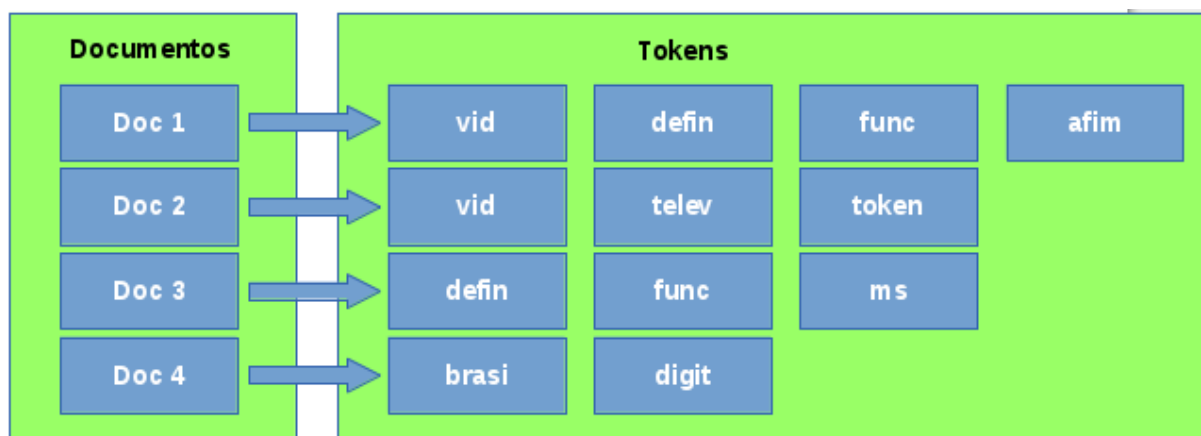 Documentos Tokens
Doc 1 vid defin func afim
Doc 2 vid telev token
Doc 3 defin func ms
Doc 4 brasi digit